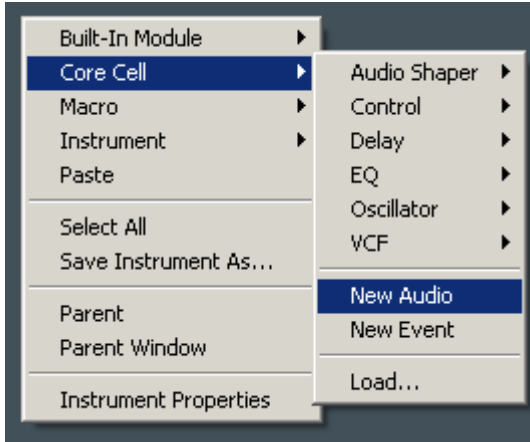 Built-In Module
Core Cell
Macro
Instrument
Paste
Select All
Save Instrument As...
Parent
Parent Window
Instrument Properties
Audio Shaper
Control
Delay
EQ
Oscillator
VCF
New Audio
New Event
Load...